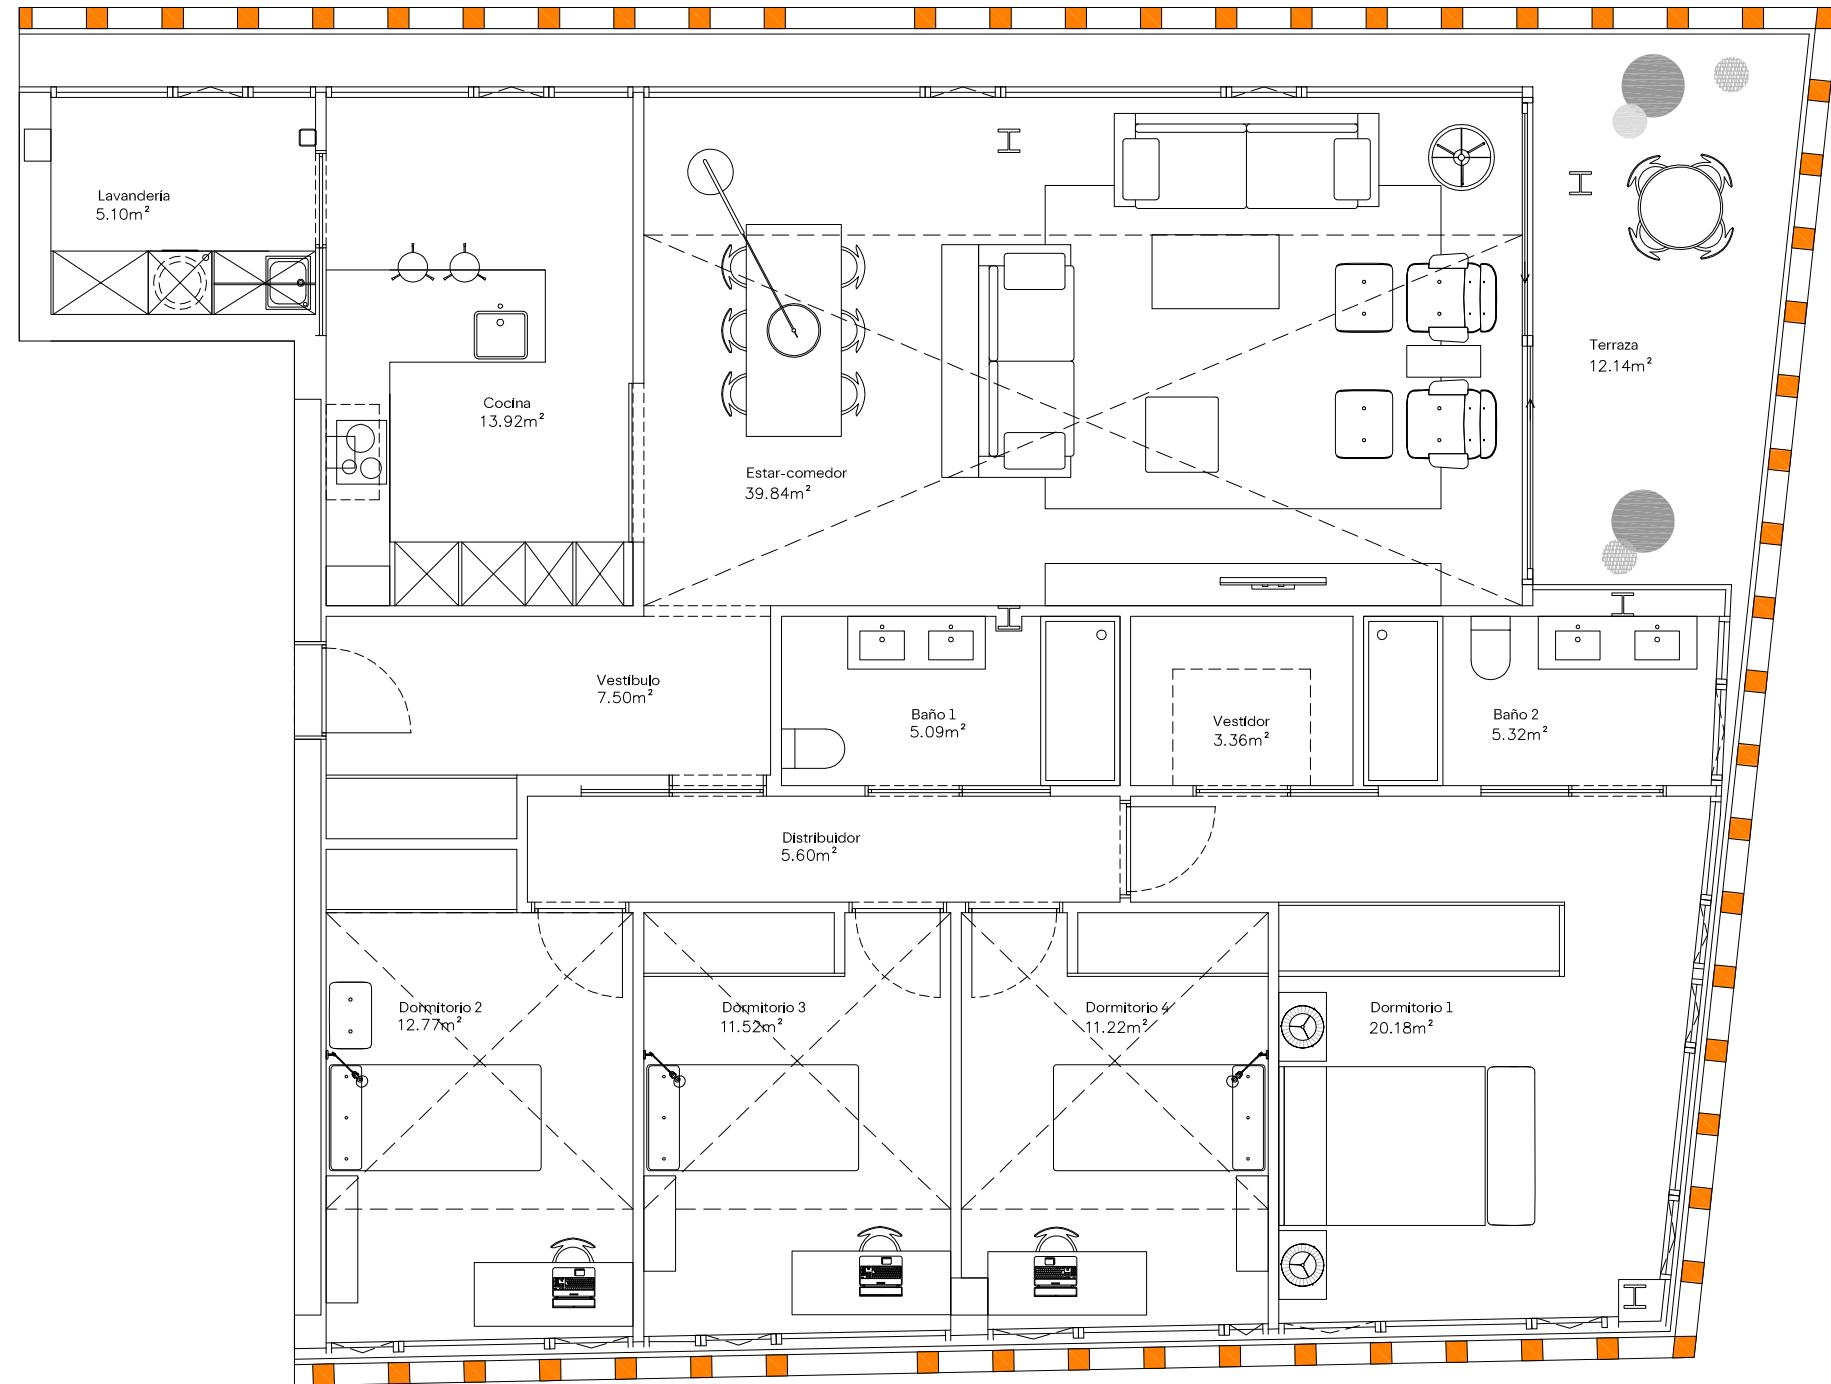 Lavandería
5.10m²
Cocina
13.92m²
Estar-comedor
39.84m²
Terraza
12.14m²
Vestíbulo
7.50m²
Baño 1
5.09m²
Vestidor
3.36m²
Baño 2
5.32m²
Distribuidor
5.60m²
Dormitorio 2
12.77m²
Dormitorio 3
11.52m²
Dormitorio 4
11.22m²
Dormitorio 1
20.18m²